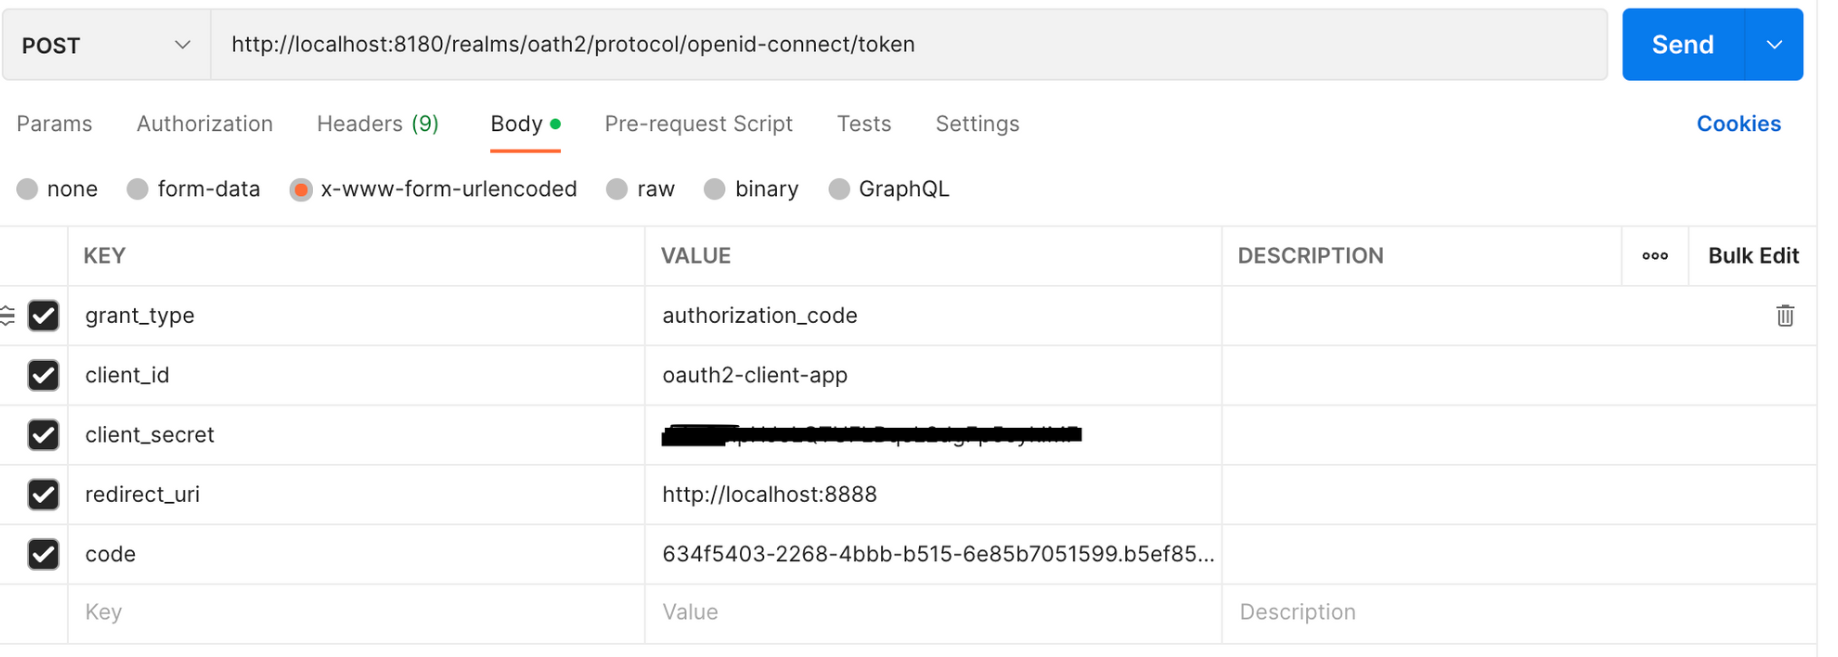 POST http://localhost:8180/realms/oath2/protocol/openid-connect/token Send
Params Authorization Headers (9) Body Pre-request Script Tests Settings Cookies
none form-data x-www-form-urlencoded raw binary GraphQL
KEY VALUE DESCRIPTION Bulk Edit
grant_type authorization_code
client_id oauth2-client-app
client_secret
redirect_uri http://localhost:8888
code 634f5403-2268-4bbb-b515-6e85b7051599.b5ef85...
Key Value Description